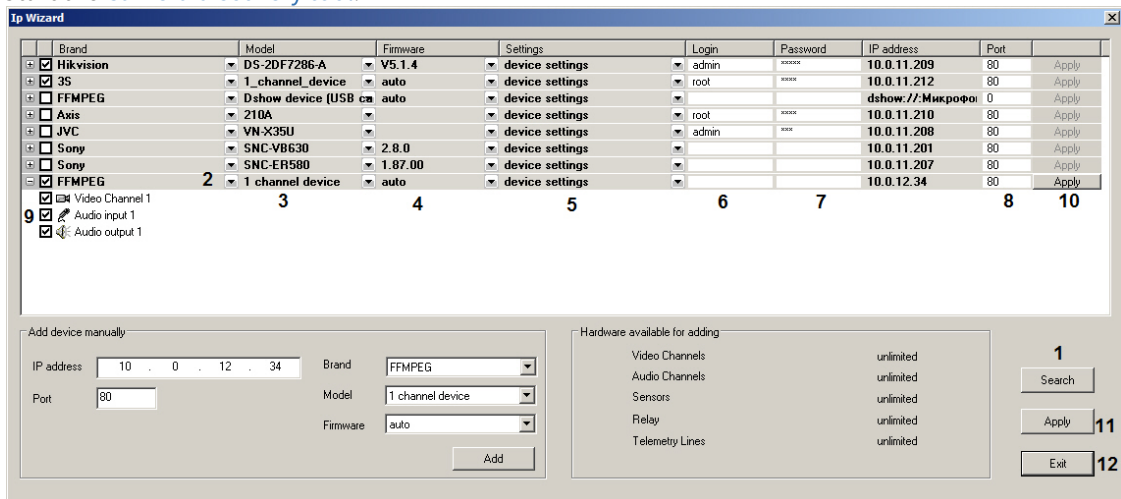 Ip Wizard
Brand Model Firmware Settings Login Password IP address Port
Hikvision DS-2DF7286-A V5.1.4 device settings admin ***** 10.0.11.209 80 Apply
3S 1_channel_device auto device settings root **** 10.0.11.212 80 Apply
FFMPEG Dshow device (USB ca auto device settings dshow://:Микрофо 0 Apply
Axis 210A device settings root **** 10.0.11.210 80 Apply
JVC VN-X35U device settings admin *** 10.0.11.208 80 Apply
Sony SNC-VB630 2.8.0 device settings 10.0.11.201 80 Apply
Sony SNC-ER580 1.87.00 device settings 10.0.11.207 80 Apply
FFMPEG 2 1 channel device auto device settings 10.0.12.34 80 Apply
Video Channel 1 3 4 5 6 7 8 10
9 Audio input 1
Audio output 1
Add device manually
IP address 10 . 0 . 12 . 34
Port 80
Brand FFMPEG
Model 1 channel device
Firmware auto
Add
Hardware available for adding
Video Channels unlimited
Audio Channels unlimited
Sensors unlimited
Relay unlimited
Telemetry Lines unlimited
1
Search
Apply 11
Exit 12